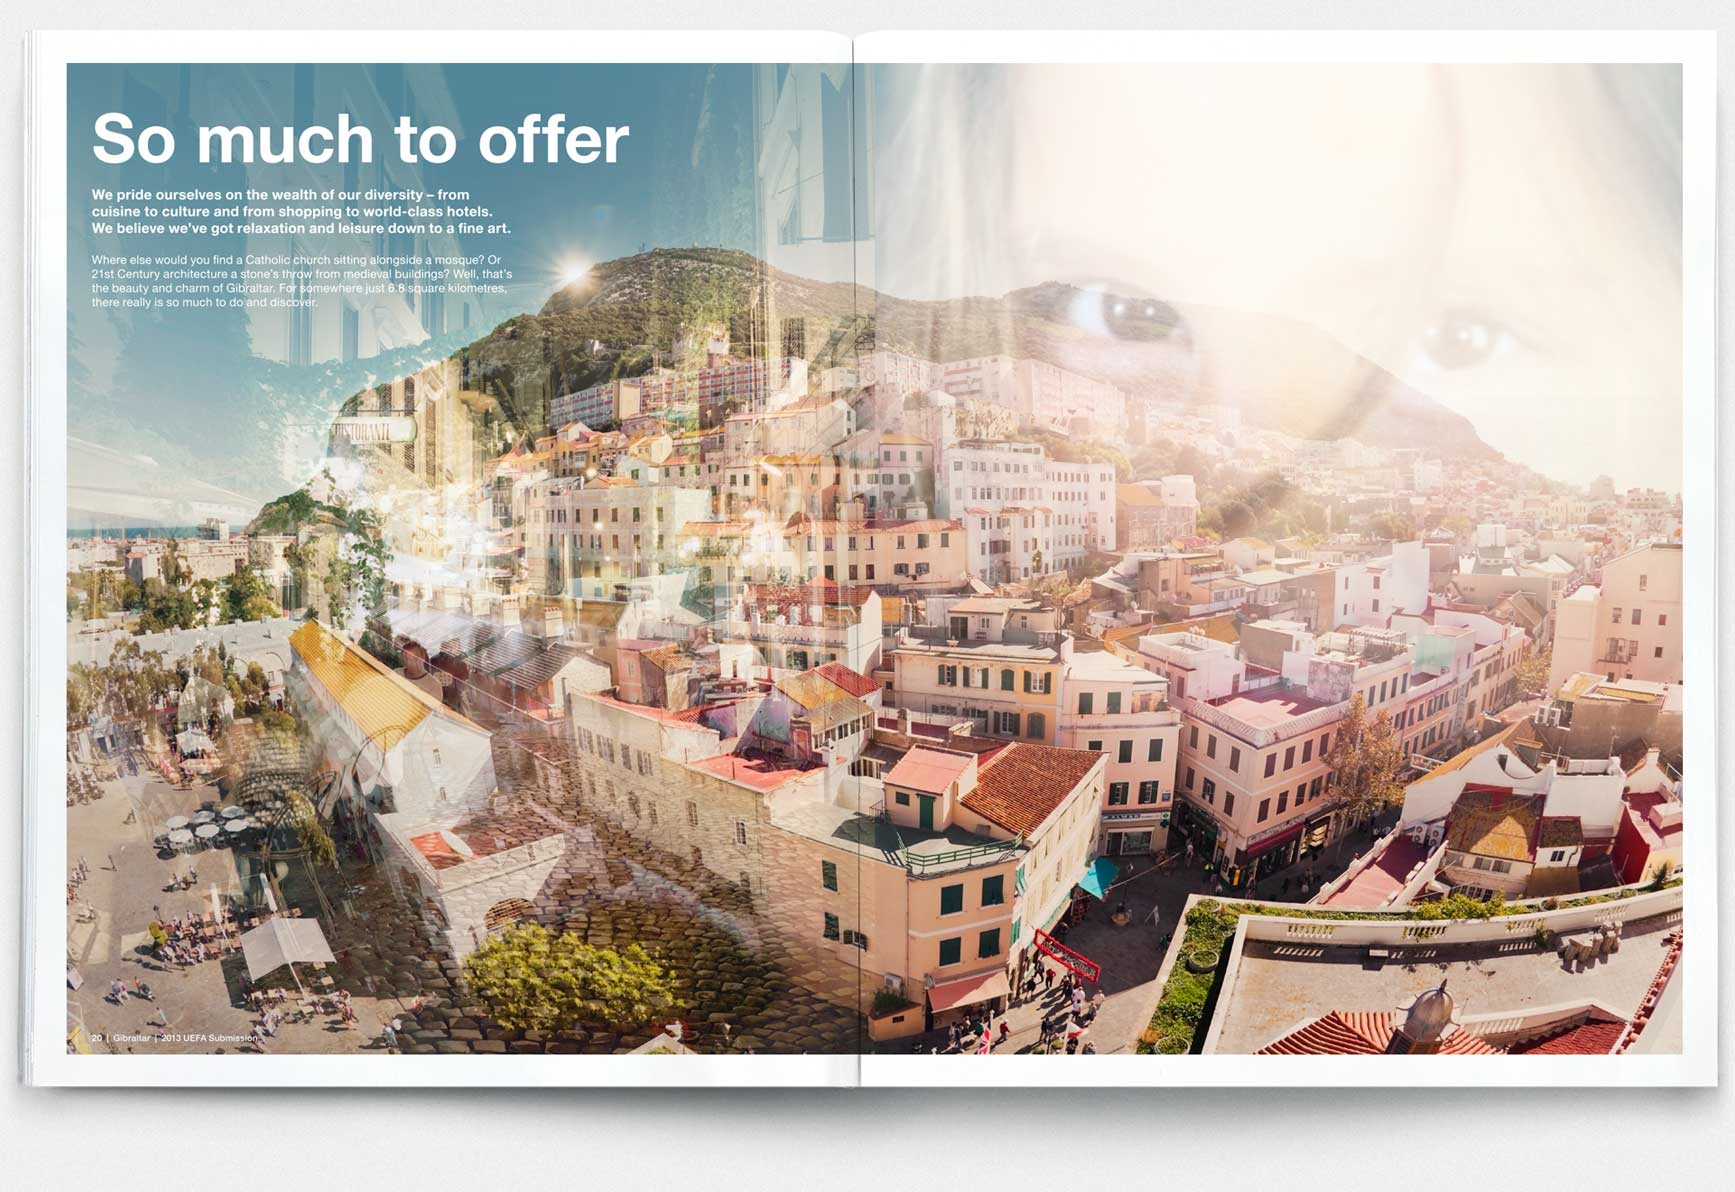 So much to offer
We pride ourselves on the wealth of our diversity – from
cuisine to culture and from shopping to world-class hotels.
We believe we've got relaxation and leisure down to a fine art.
Where else would you find a Catholic church sitting alongside a mosque? Or
21st Century architecture a stone's throw from medieval buildings? Well, that's
the beauty and charm of Gibraltar. For somewhere just 6.8 square kilometres,
there really is so much to do and discover.
RISTORANTE
20 | Gibraltar | 2013 UEFA Submission